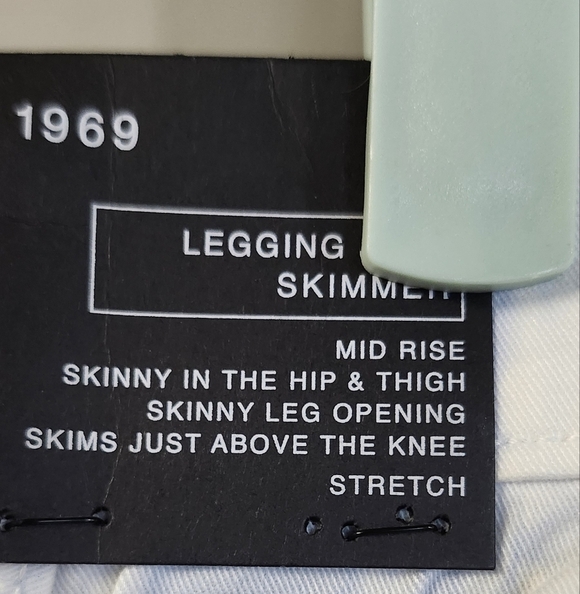 1969
LEGGING
SKIMMER
MID RISE
SKINNY IN THE HIP & THIGH
SKINNY LEG OPENING
SKIMS JUST ABOVE THE KNEE
STRETCH